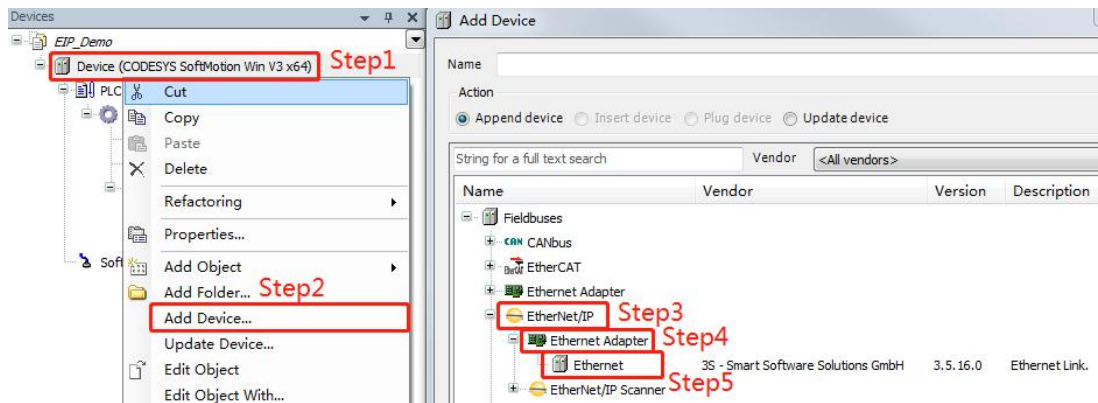 Devices
EIP_Demo
Device (CODESYS SoftMotion Win V3 x64)
Step1
PLC
Cut
Copy
Paste
Delete
Refactoring
Properties...
Soft
Add Object
Add Folder...
Step2
Add Device...
Update Device...
Edit Object
Edit Object With...
Add Device
Name
Action
Append device Insert device Plug device Update device
String for a full text search Vendor <All vendors>
Name Vendor Version Description
Fieldbuses
CAN CANbus
EtherCAT
Ethernet Adapter
EtherNet/IP Step3
Ethernet Adapter Step4
Ethernet 3S - Smart Software Solutions GmbH 3.5.16.0 Ethernet Link.
Step5
EtherNet/IP Scanner